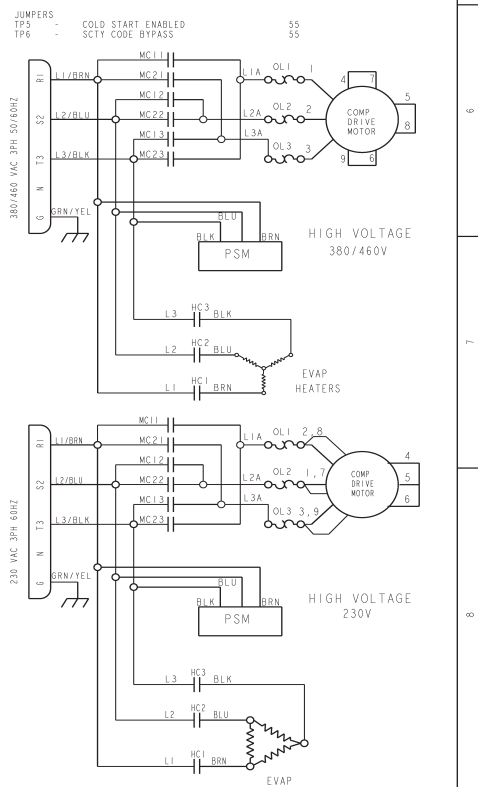 JUMPERS
TP5 - COLD START ENABLED 55
TP6 - SCTY CODE BYPASS 55
380/460 VAC 3PH 50/60HZ
G N T3 S2 R1
L1/BRN
L2/BLU
L3/BLK
GRN/YEL
MC11
MC21
MC12
MC22
MC13
MC23
L1A
L2A
L3A
OL1 1
OL2 2
OL3 3
4 7
5
8
9 6
COMP
DRIVE
MOTOR
BLU
BLK BRN
PSM
HIGH VOLTAGE
380/460V
L3 HC3 BLK
L2 HC2 BLU
L1 HC1 BRN
EVAP
HEATERS
6
7
230 VAC 3PH 60HZ
G N T3 S2 R1
L1/BRN
L2/BLU
L3/BLK
GRN/YEL
MC11
MC21
MC12
MC22
MC13
MC23
L1A
L2A
L3A
OL1 2,8
OL2 1,7
OL3 3,9
4
5
6
COMP
DRIVE
MOTOR
BLU
BLK BRN
PSM
HIGH VOLTAGE
230V
L3 HC3 BLK
L2 HC2 BLU
L1 HC1 BRN
EVAP
8